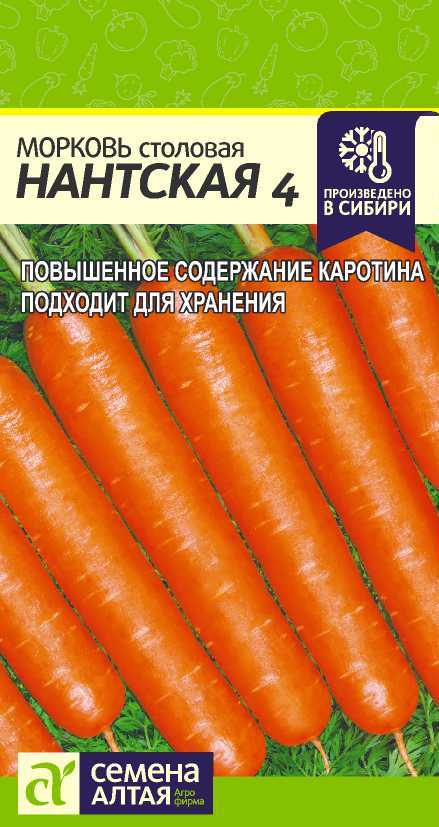 МОРКОВЬ столовая
НАНТСКАЯ 4
ПРОИЗВЕДЕНО
В СИБИРИ
ПОВЫШЕННОЕ СОДЕРЖАНИЕ КАРОТИНА
ПОДХОДИТ ДЛЯ ХРАНЕНИЯ
семена
АЛТАЯ
Агро
фирма